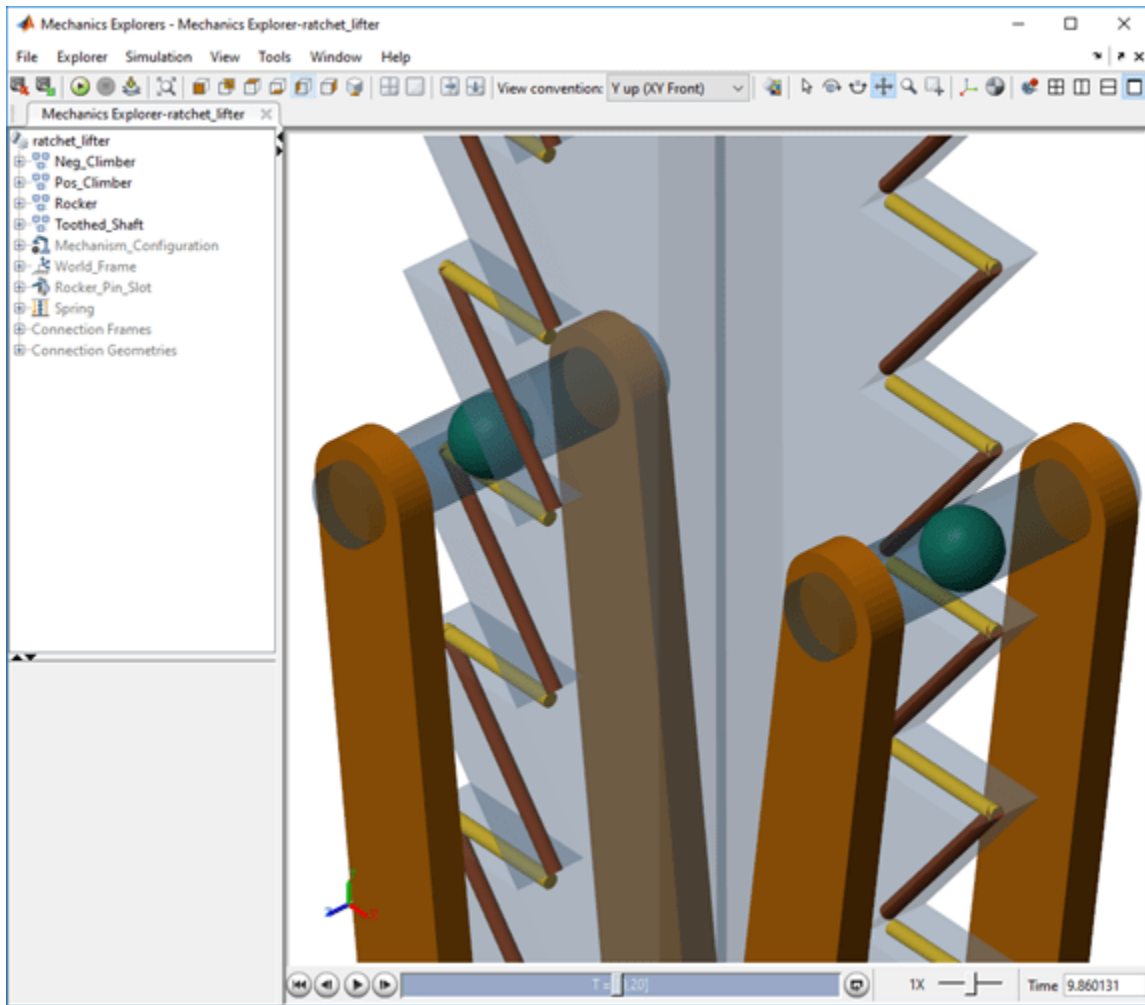 Mechanics Explorers - Mechanics Explorer-ratchet_lifter
File Explorer Simulation View Tools Window Help
View convention: Y up (XY Front)
Mechanics Explorer-ratchet_lifter
ratchet_lifter
Neg_Climber
Pos_Climber
Rocker
Toothed_Shaft
Mechanism_Configuration
World_Frame
Rocker_Pin_Slot
Spring
Connection Frames
Connection Geometries
1X Time 9.860131